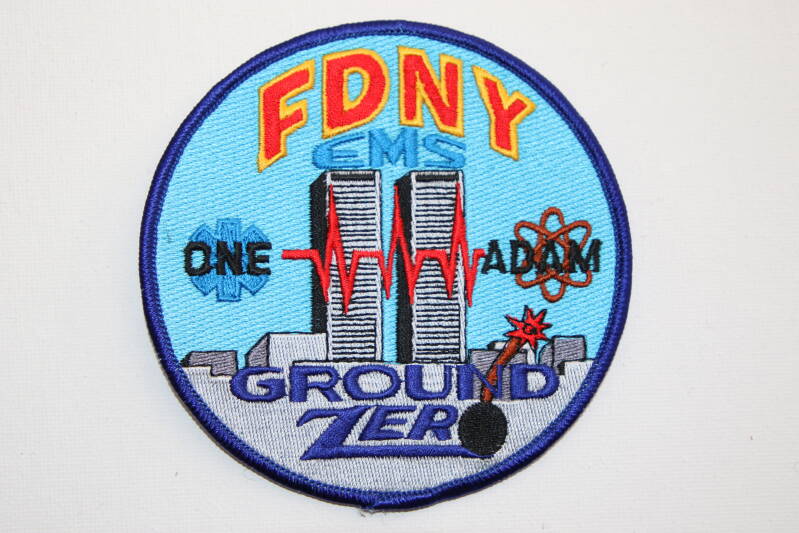 FDNY
EMS
ONE ADAM
GROUND
ZERO